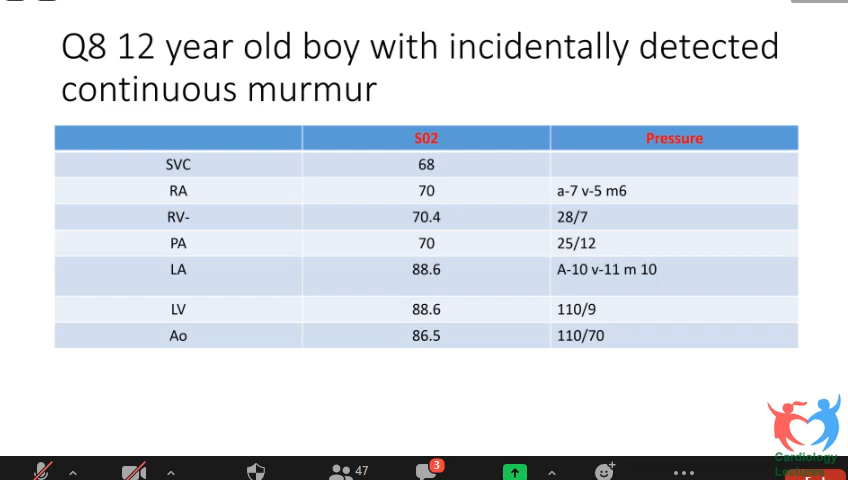 Q8 12 year old boy with incidentally detected
continuous murmur
S02 Pressure
SVC 68
RA 70 a-7 v-5 m6
RV- 70.4 28/7
PA 70 25/12
LA 88.6 A-10 v-11 m 10
LV 88.6 110/9
Ao 86.5 110/70
Cardiology
Lectures
47
3